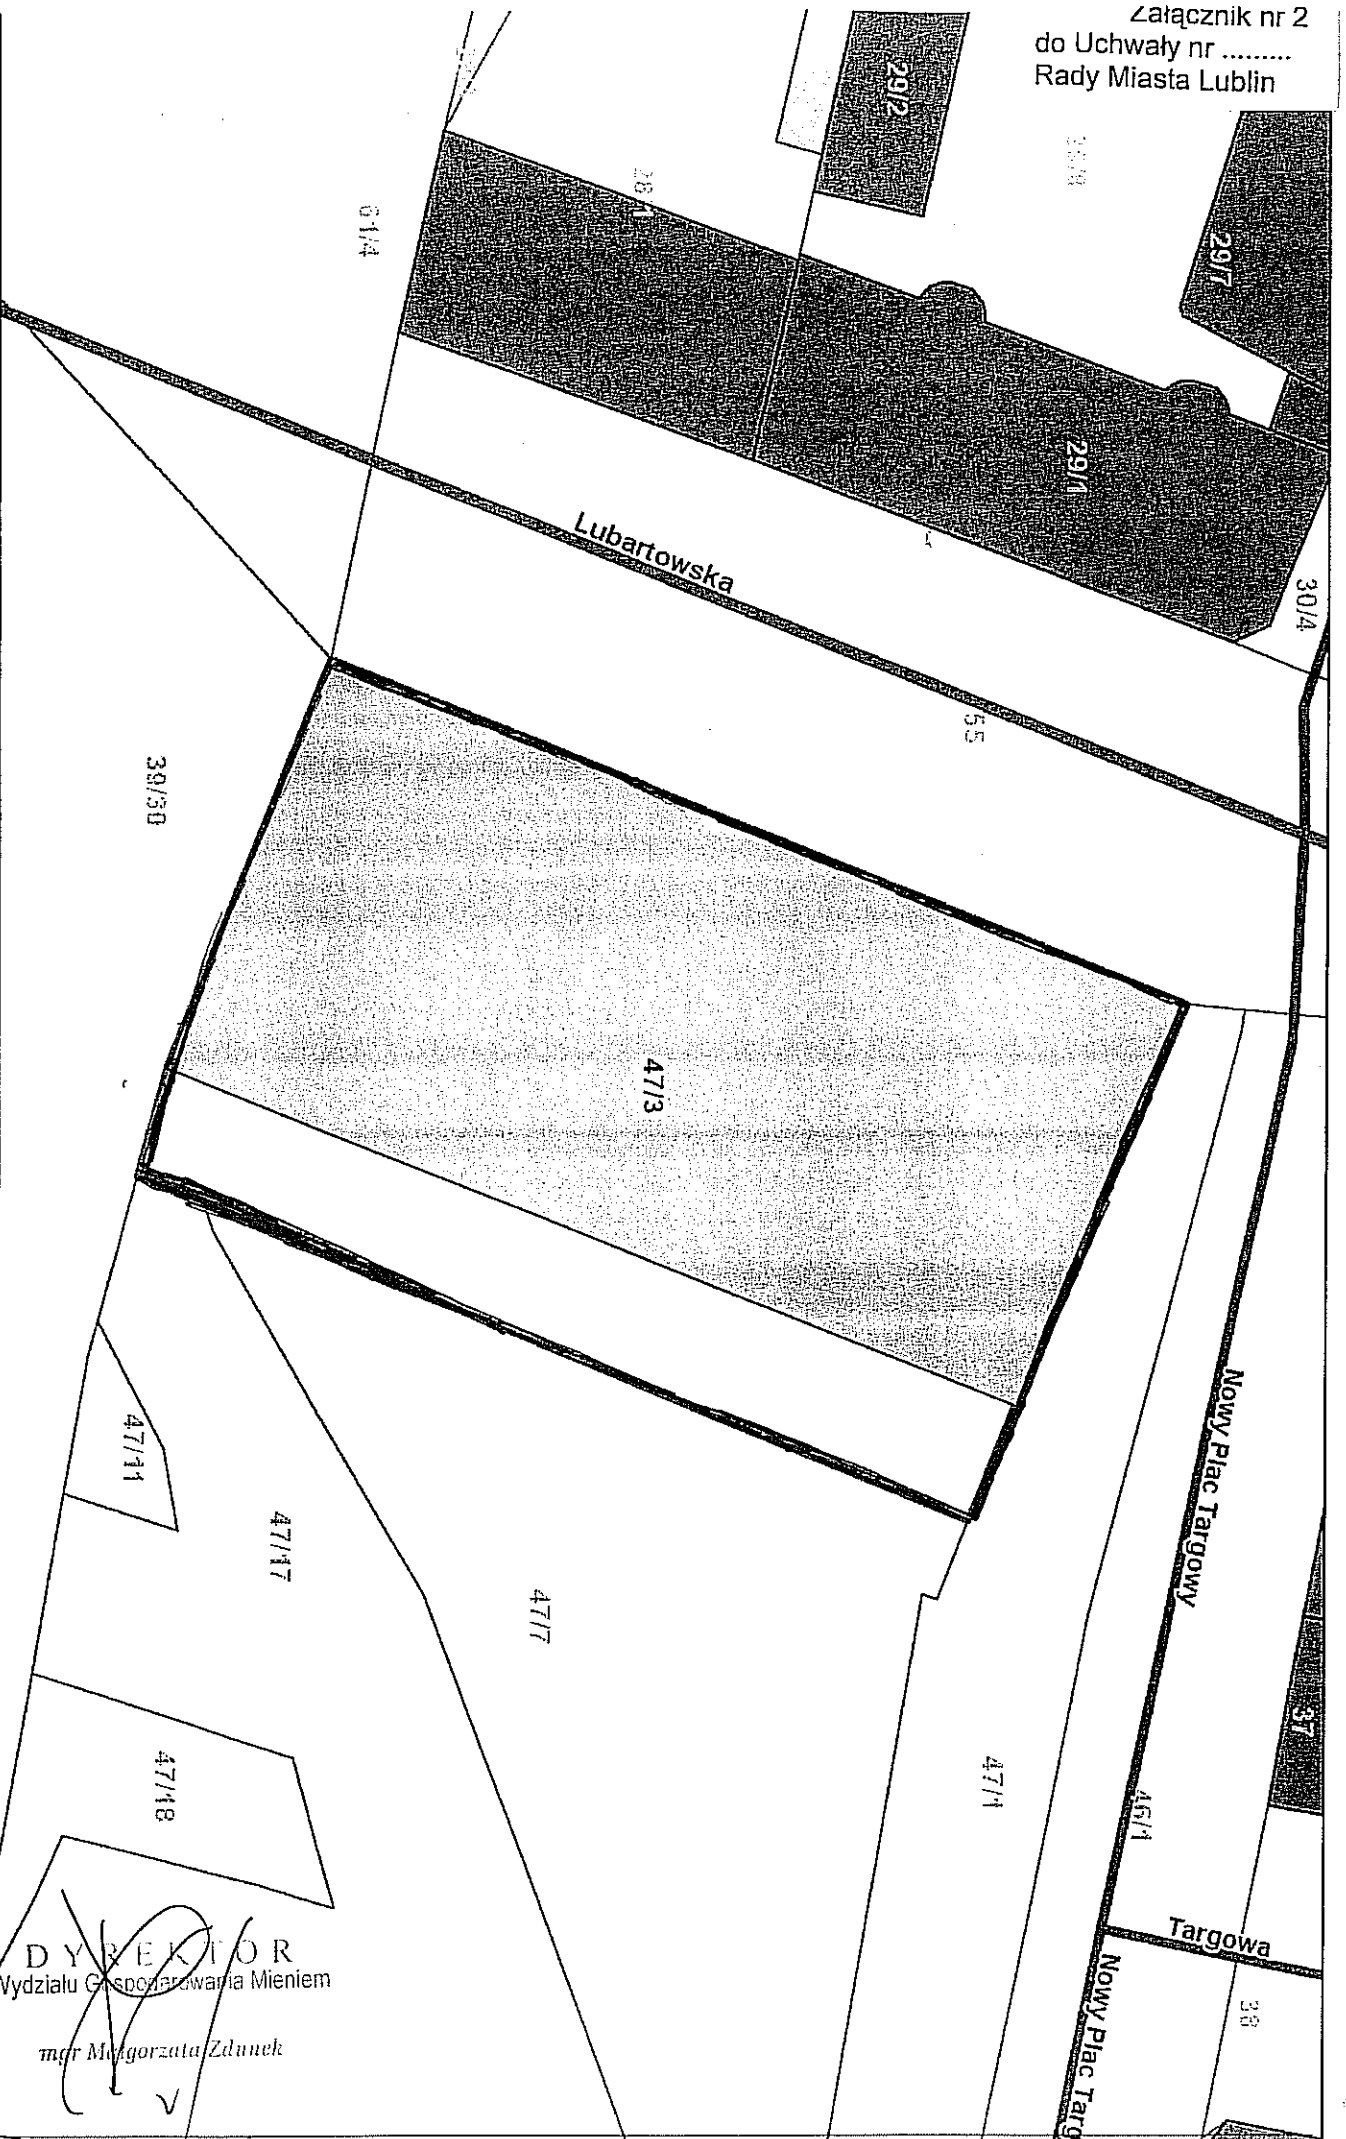 Załącznik nr 2
do Uchwały nr .........
Rady Miasta Lublin
29/2
29/7
61/4
29/1
30/4
Lubartowska
55
39/30
47/3
Nowy Plac Targowy
47/11
47/17
47/7
37
47/1
46/1
47/18
Targowa
38
Nowy Plac Targ
DYREKTOR
Wydziału Gospodarowania Mieniem
mgr Małgorzata Zdunek